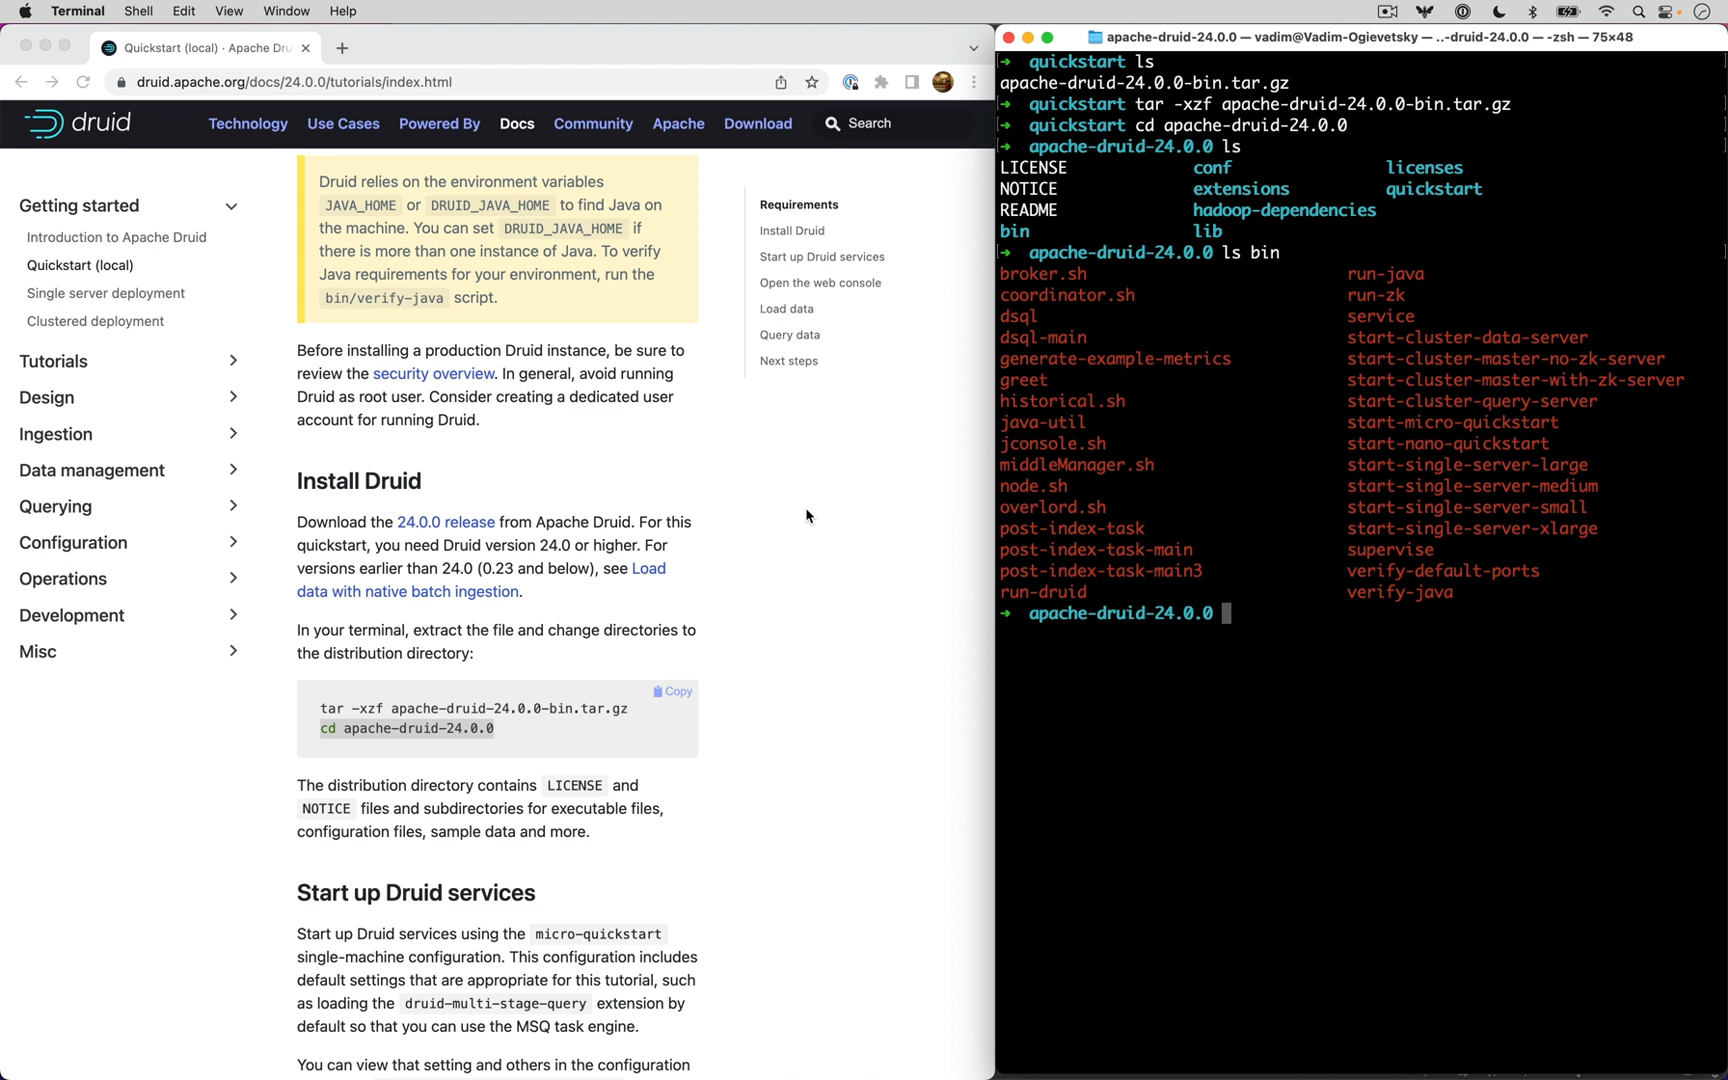 Terminal Shell Edit View Window Help
Quickstart (local) · Apache Dru
druid.apache.org/docs/24.0.0/tutorials/index.html
druid
Technology Use Cases Powered By Docs Community Apache Download Search
Getting started
Introduction to Apache Druid
Quickstart (local)
Single server deployment
Clustered deployment
Tutorials
Design
Ingestion
Data management
Querying
Configuration
Operations
Development
Misc
Druid relies on the environment variables
JAVA_HOME or DRUID_JAVA_HOME to find Java on
the machine. You can set DRUID_JAVA_HOME if
there is more than one instance of Java. To verify
Java requirements for your environment, run the
bin/verify-java script.
Before installing a production Druid instance, be sure to
review the security overview. In general, avoid running
Druid as root user. Consider creating a dedicated user
account for running Druid.
Install Druid
Download the 24.0.0 release from Apache Druid. For this
quickstart, you need Druid version 24.0 or higher. For
versions earlier than 24.0 (0.23 and below), see Load
data with native batch ingestion.
In your terminal, extract the file and change directories to
the distribution directory:
Copy
tar -xzf apache-druid-24.0.0-bin.tar.gz
cd apache-druid-24.0.0
The distribution directory contains LICENSE and
NOTICE files and subdirectories for executable files,
configuration files, sample data and more.
Start up Druid services
Start up Druid services using the micro-quickstart
single-machine configuration. This configuration includes
default settings that are appropriate for this tutorial, such
as loading the druid-multi-stage-query extension by
default so that you can use the MSQ task engine.
You can view that setting and others in the configuration
Requirements
Install Druid
Start up Druid services
Open the web console
Load data
Query data
Next steps
apache-druid-24.0.0 — vadim@Vadim-Ogievetsky — ..-druid-24.0.0 — -zsh — 75×48
→ quickstart ls
apache-druid-24.0.0-bin.tar.gz
→ quickstart tar -xzf apache-druid-24.0.0-bin.tar.gz
→ quickstart cd apache-druid-24.0.0
→ apache-druid-24.0.0 ls
LICENSE conf licenses
NOTICE extensions quickstart
README hadoop-dependencies
bin lib
→ apache-druid-24.0.0 ls bin
broker.sh run-java
coordinator.sh run-zk
dsql service
dsql-main start-cluster-data-server
generate-example-metrics start-cluster-master-no-zk-server
greet start-cluster-master-with-zk-server
historical.sh start-cluster-query-server
java-util start-micro-quickstart
jconsole.sh start-nano-quickstart
middleManager.sh start-single-server-large
node.sh start-single-server-medium
overlord.sh start-single-server-small
post-index-task start-single-server-xlarge
post-index-task-main supervise
post-index-task-main3 verify-default-ports
run-druid verify-java
→ apache-druid-24.0.0